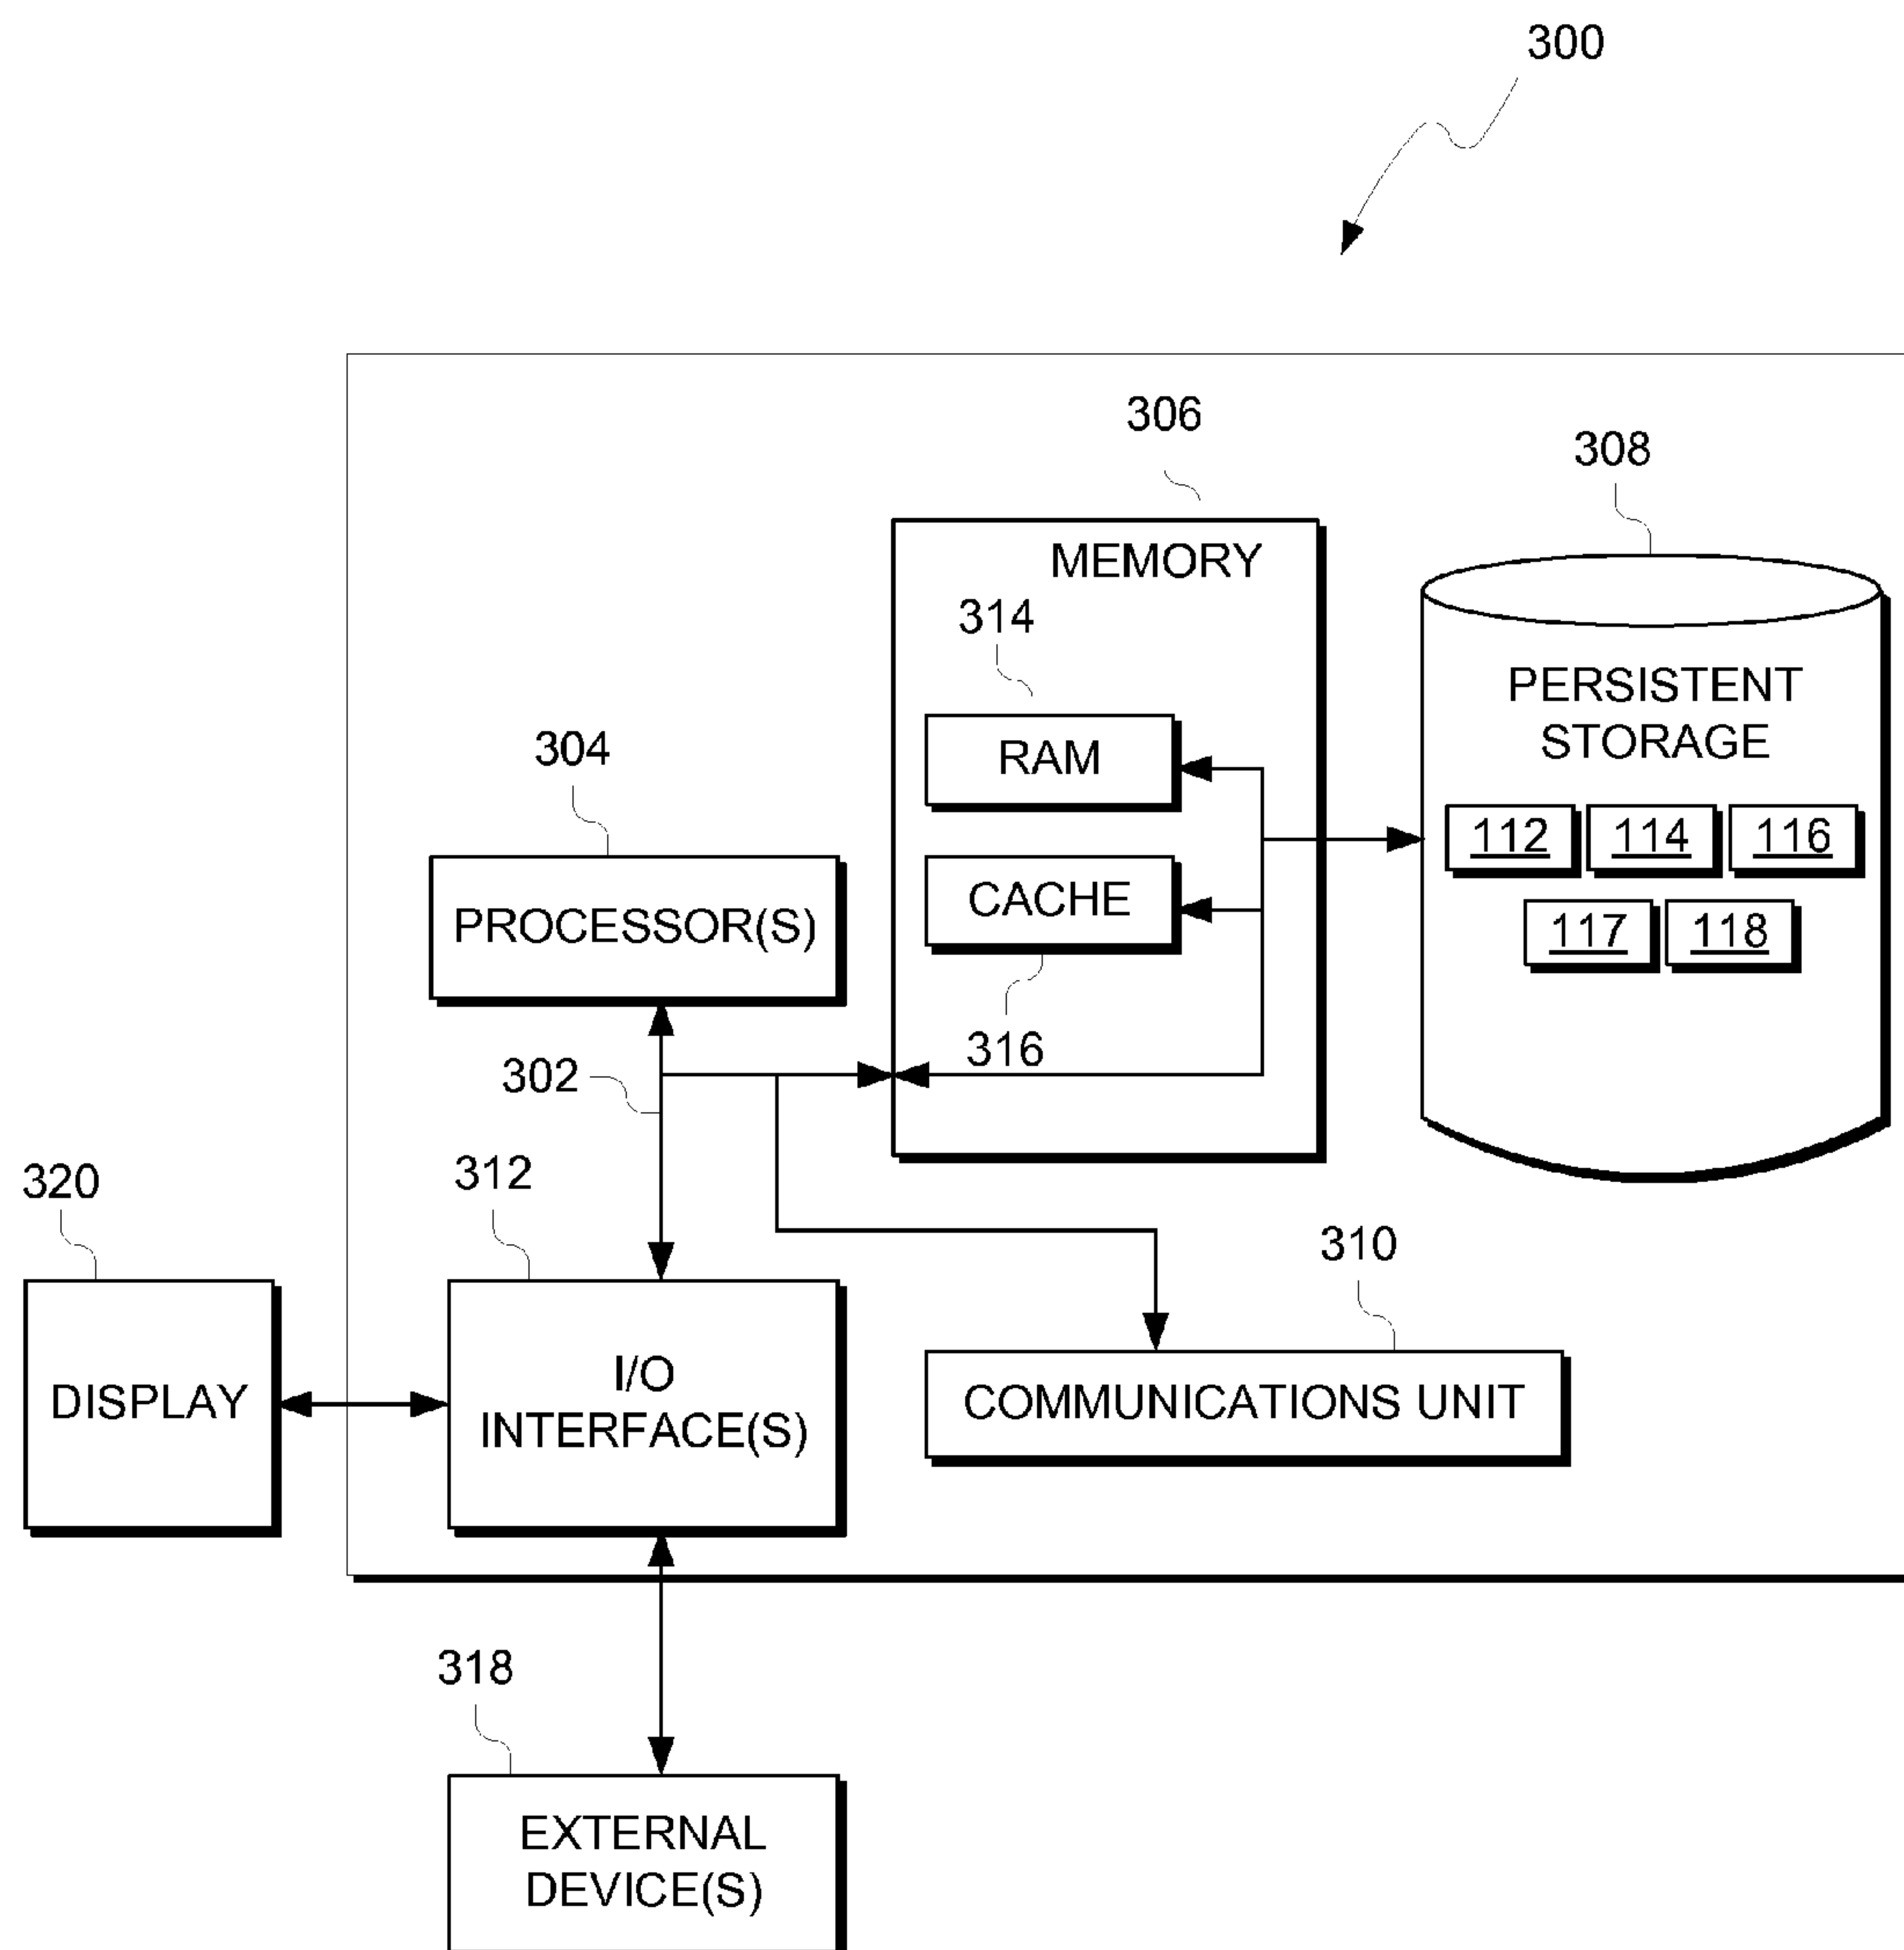 300
306
308
MEMORY
314
PERSISTENT
STORAGE
RAM
304
112 114 116
CACHE
PROCESSOR(S)
117 118
316
302
320
312
310
I/O
INTERFACE(S)
DISPLAY
COMMUNICATIONS UNIT
318
EXTERNAL
DEVICE(S)